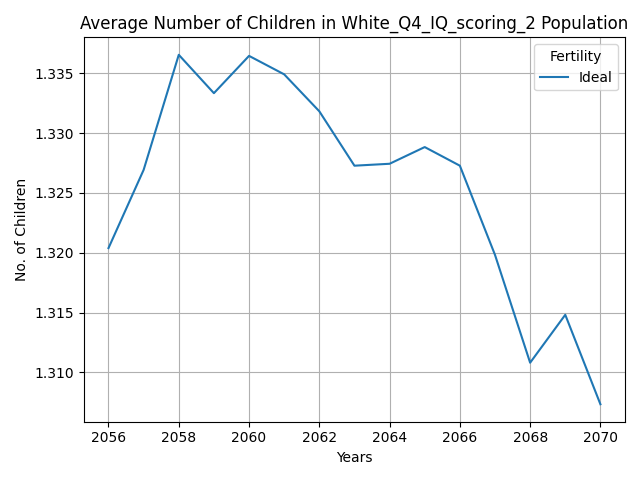 Average Number of Children in White_Q4_IQ_scoring_2 Population
Fertility
Ideal
1.335
1.330
1.325
1.320
1.315
1.310
No. of Children
2056 2058 2060 2062 2064 2066 2068 2070
Years